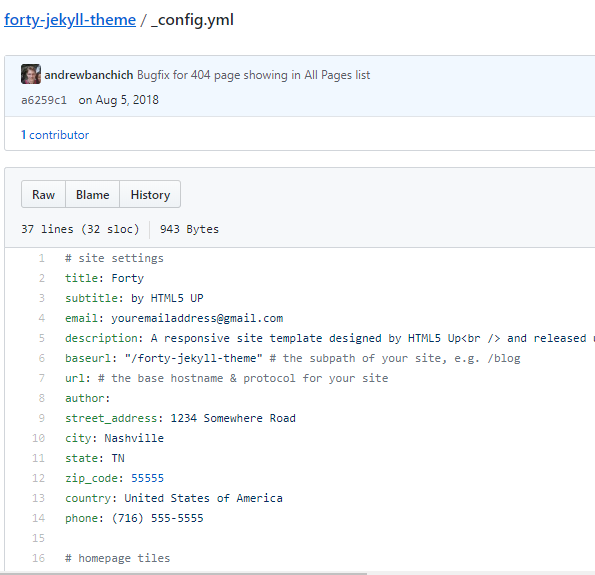 forty-jekyll-theme / _config.yml
andrewbanchich Bugfix for 404 page showing in All Pages list
a6259c1 on Aug 5, 2018
1 contributor
Raw Blame History
37 lines (32 sloc) 943 Bytes
1 # site settings
2 title: Forty
3 subtitle: by HTML5 UP
4 email: youremailaddress@gmail.com
5 description: A responsive site template designed by HTML5 Up<br /> and released
6 baseurl: "/forty-jekyll-theme" # the subpath of your site, e.g. /blog
7 url: # the base hostname & protocol for your site
8 author:
9 street_address: 1234 Somewhere Road
10 city: Nashville
11 state: TN
12 zip_code: 55555
13 country: United States of America
14 phone: (716) 555-5555
15
16 # homepage tiles